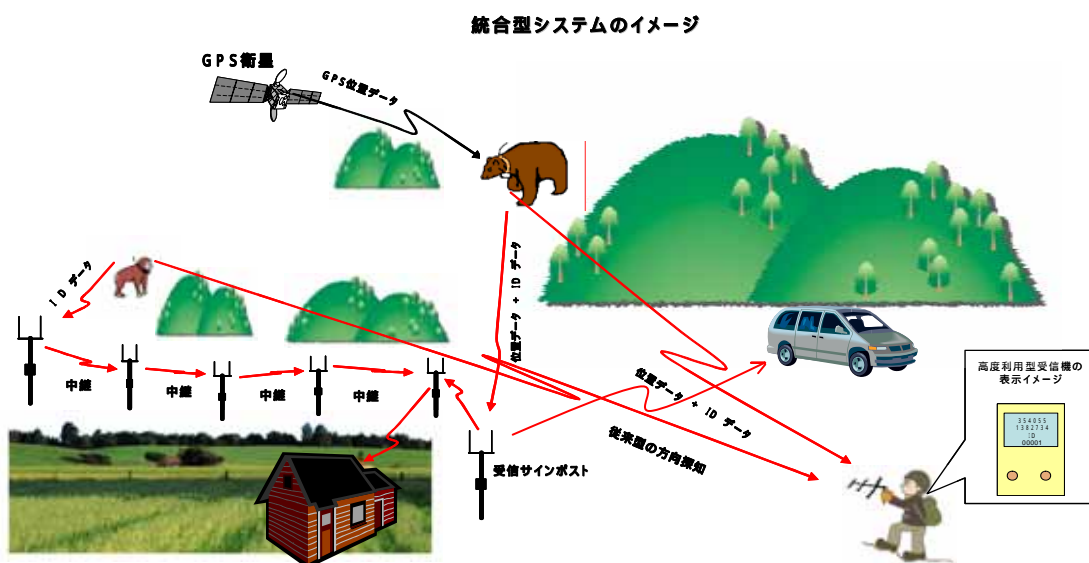 統合型システムのイメージ
GPS衛星
GPS位置データ
IDデータ
位置データ + ID データ
中継
中継
中継
中継
位置データ + ID データ
従来型の方向探知
受信サインポスト
高度利用型受信機の
表示イメージ
354055
1382734
ID
00001